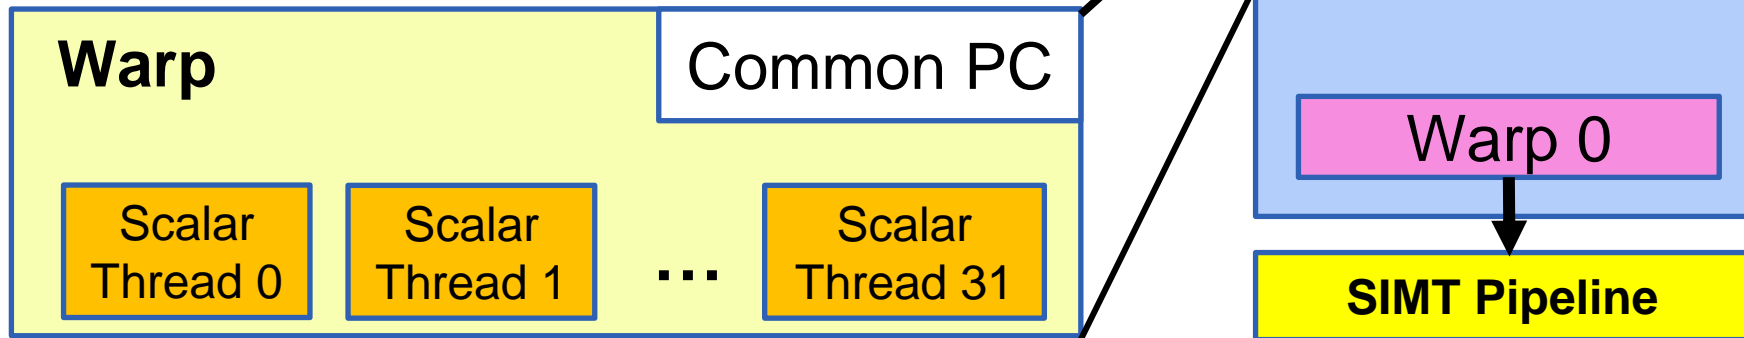 Warp
Common PC
Scalar
Thread 0
Scalar
Thread 1
...
Scalar
Thread 31
Warp 0
SIMT Pipeline